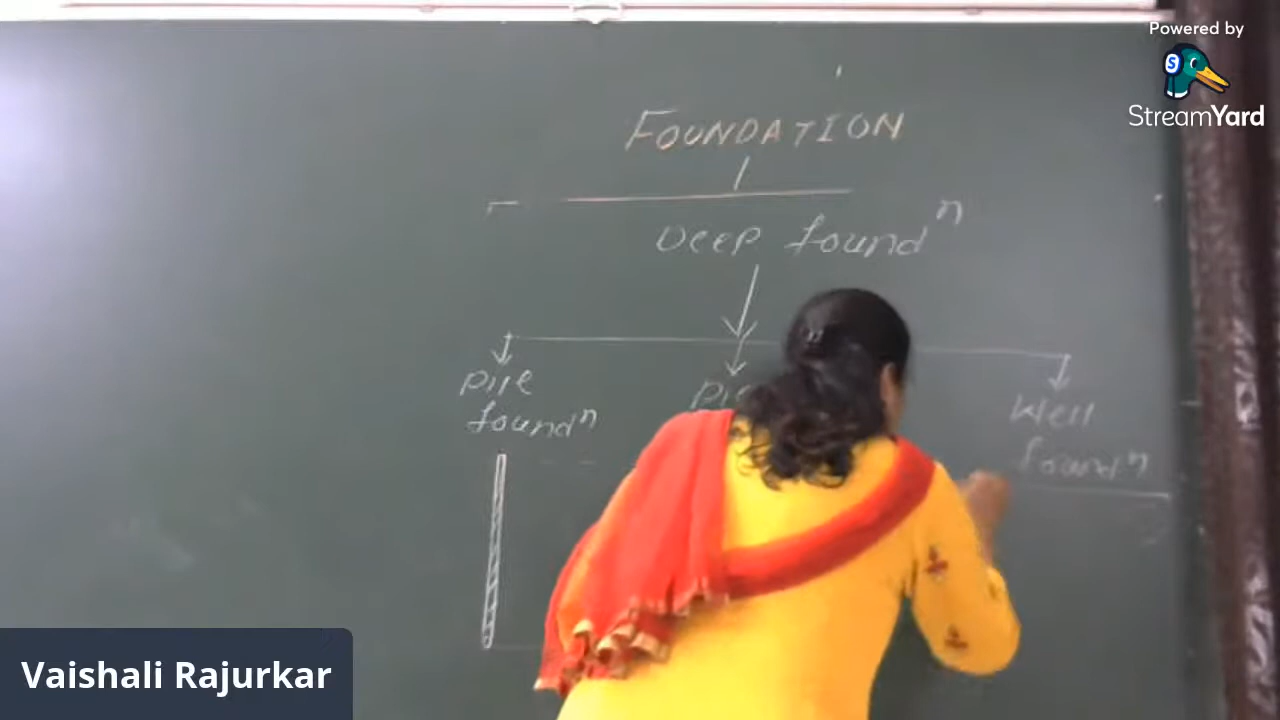 Powered by
StreamYard
FOUNDATION
Deep foundⁿ
Pile
foundⁿ
Well
foundⁿ
Vaishali Rajurkar